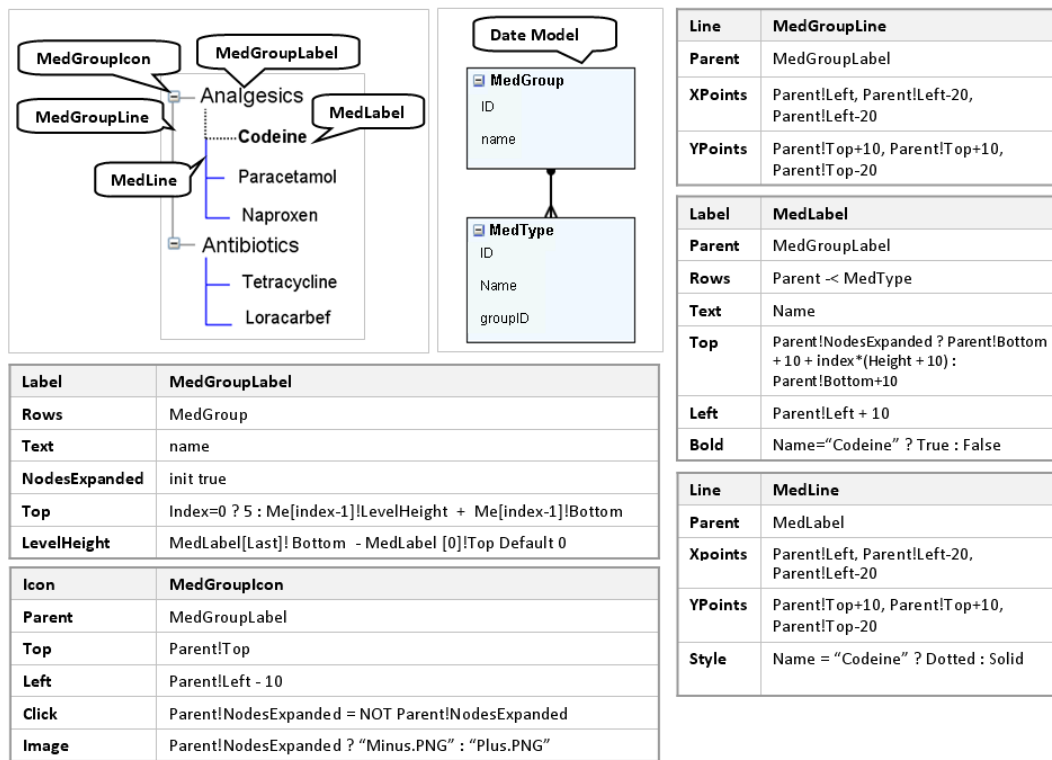 MedGroupIcon
MedGroupLabel
Analgesics
MedGroupLine
MedLabel
Codeine
MedLine
Paracetamol
Naproxen
Antibiotics
Tetracycline
Loracarbef
Date Model
MedGroup
ID
name
MedType
ID
Name
groupID
Label MedGroupLabel
Rows MedGroup
Text name
NodesExpanded init true
Top Index=0 ? 5 : Me[index-1]!LevelHeight + Me[index-1]!Bottom
LevelHeight MedLabel[Last]! Bottom - MedLabel [0]!Top Default 0
Icon MedGroupIcon
Parent MedGroupLabel
Top Parent!Top
Left Parent!Left - 10
Click Parent!NodesExpanded = NOT Parent!NodesExpanded
Image Parent!NodesExpanded ? “Minus.PNG” : “Plus.PNG”
Line MedGroupLine
Parent MedGroupLabel
XPoints Parent!Left, Parent!Left-20,
Parent!Left-20
YPoints Parent!Top+10, Parent!Top+10,
Parent!Top-20
Label MedLabel
Parent MedGroupLabel
Rows Parent -< MedType
Text Name
Top Parent!NodesExpanded ? Parent!Bottom
+ 10 + index*(Height + 10) :
Parent!Bottom+10
Left Parent!Left + 10
Bold Name=“Codeine” ? True : False
Line MedLine
Parent MedLabel
Xpoints Parent!Left, Parent!Left-20,
Parent!Left-20
YPoints Parent!Top+10, Parent!Top+10,
Parent!Top-20
Style Name = “Codeine” ? Dotted : Solid